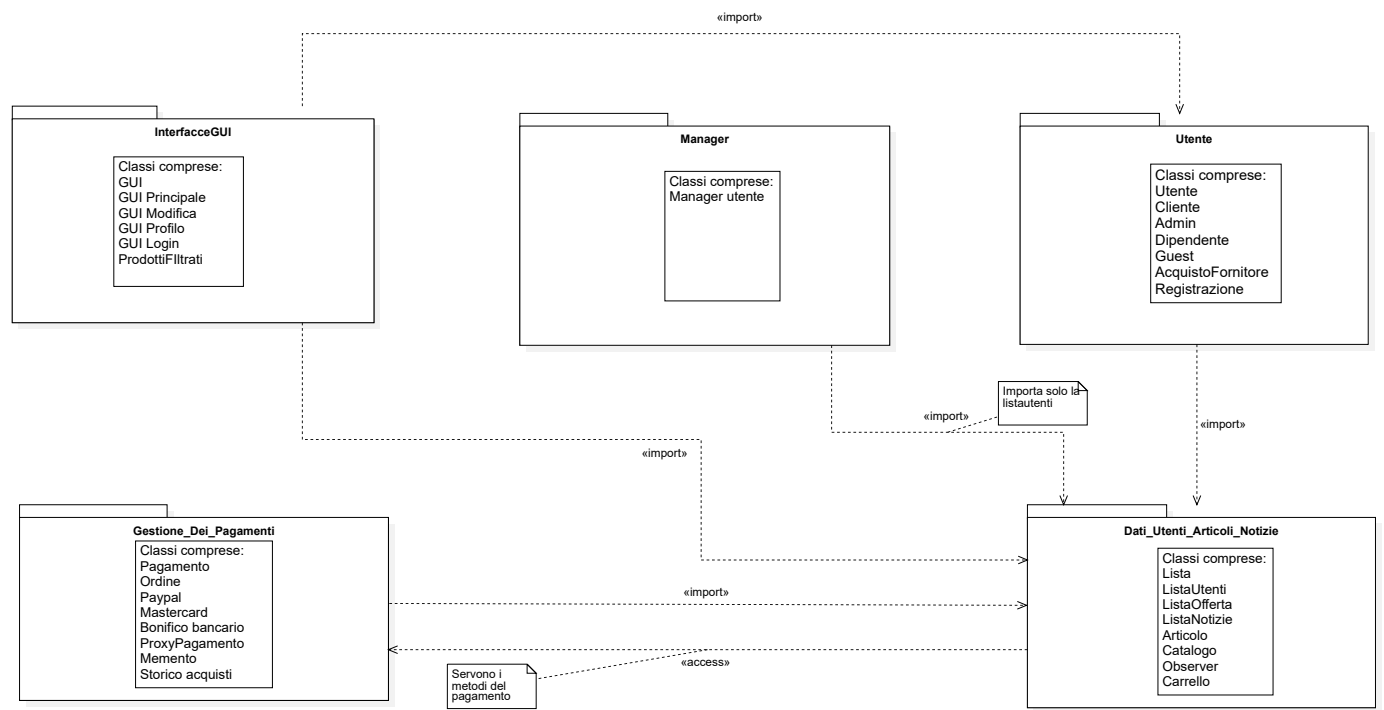 «import»
InterfacceGUI
Classi comprese:
GUI
GUI Principale
GUI Modifica
GUI Profilo
GUI Login
ProdottiFIltrati
Manager
Classi comprese:
Manager utente
Utente
Classi comprese:
Utente
Cliente
Admin
Dipendente
Guest
AcquistoFornitore
Registrazione
Importa solo la
listautenti
«import»
«import»
«import»
Gestione_Dei_Pagamenti
Classi comprese:
Pagamento
Ordine
Paypal
Mastercard
Bonifico bancario
ProxyPagamento
Memento
Storico acquisti
«import»
«access»
Servono i
metodi del
pagamento
Dati_Utenti_Articoli_Notizie
Classi comprese:
Lista
ListaUtenti
ListaOfferta
ListaNotizie
Articolo
Catalogo
Observer
Carrello